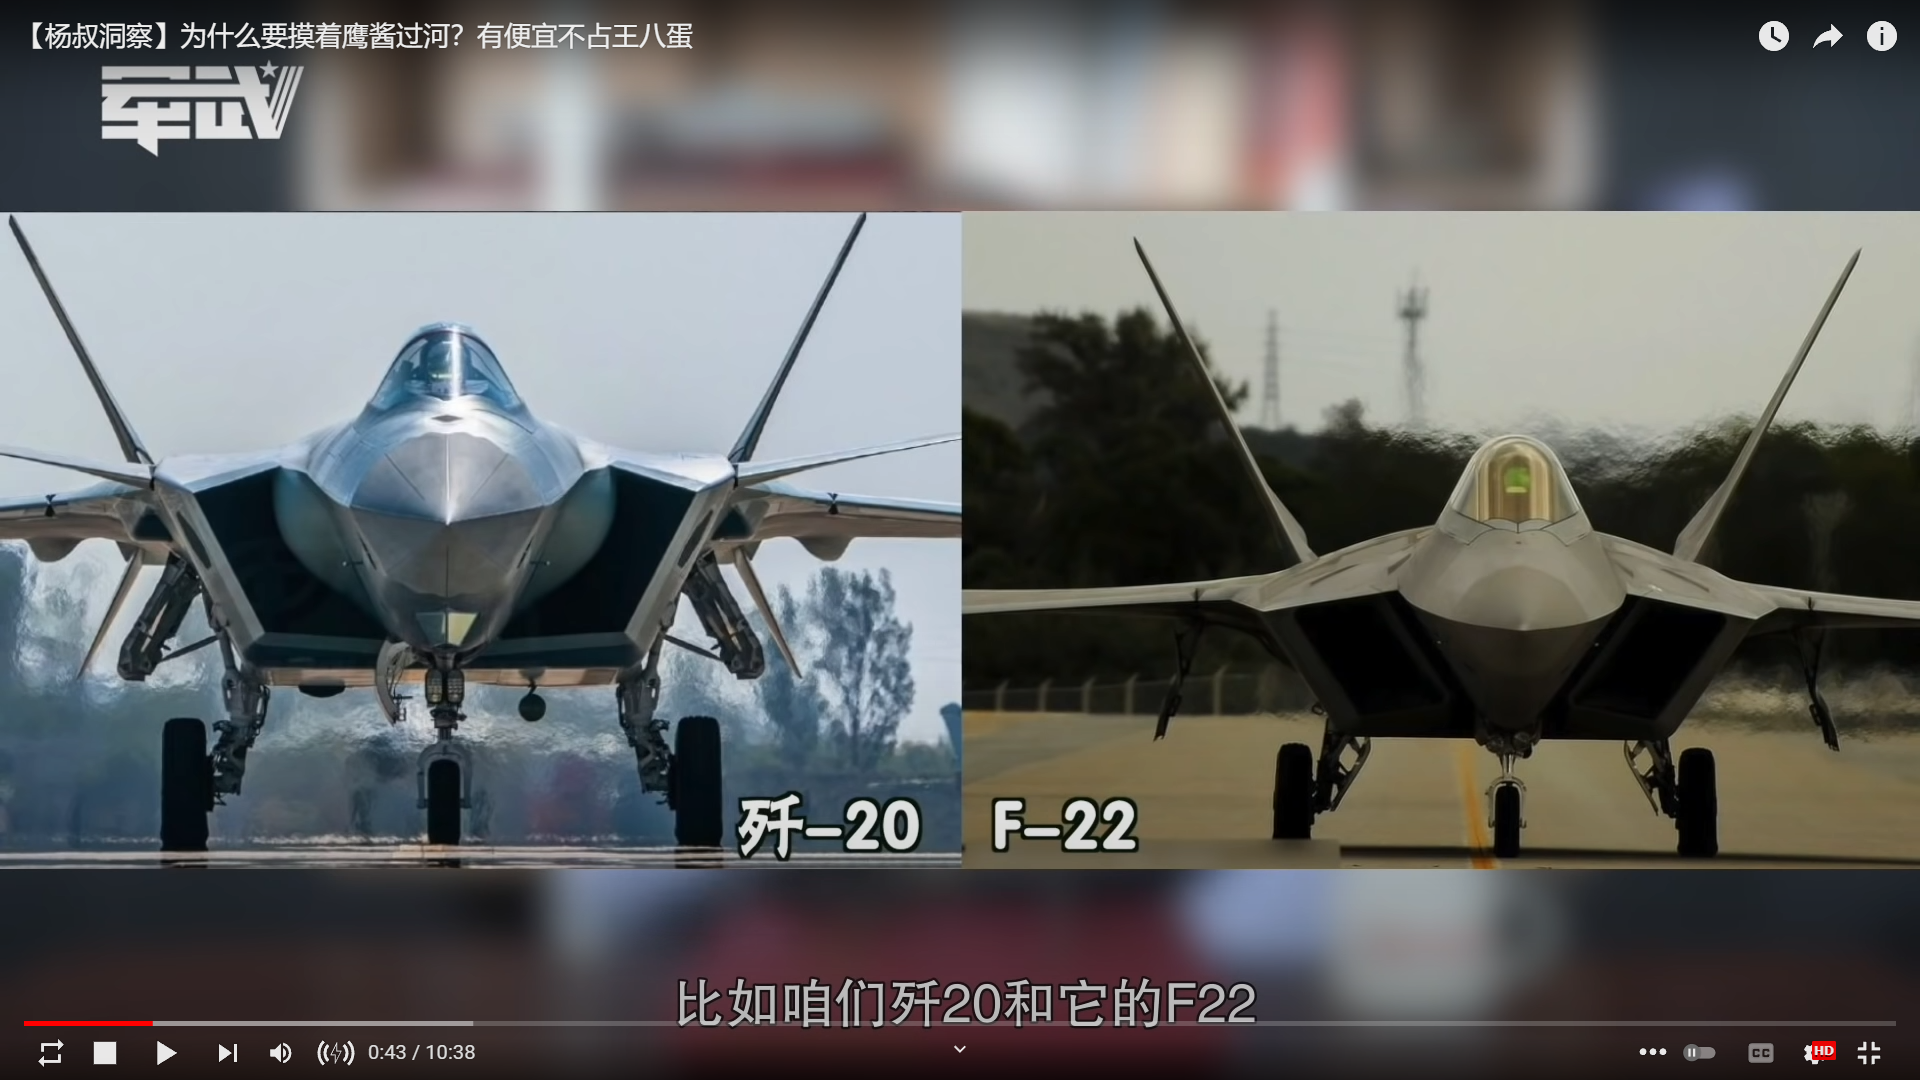 【杨叔洞察】为什么要摸着鹰酱过河？有便宜不占王八蛋
军武
歼-20
F-22
比如咱们歼20和它的F22
0:43 / 10:38
CC
HD